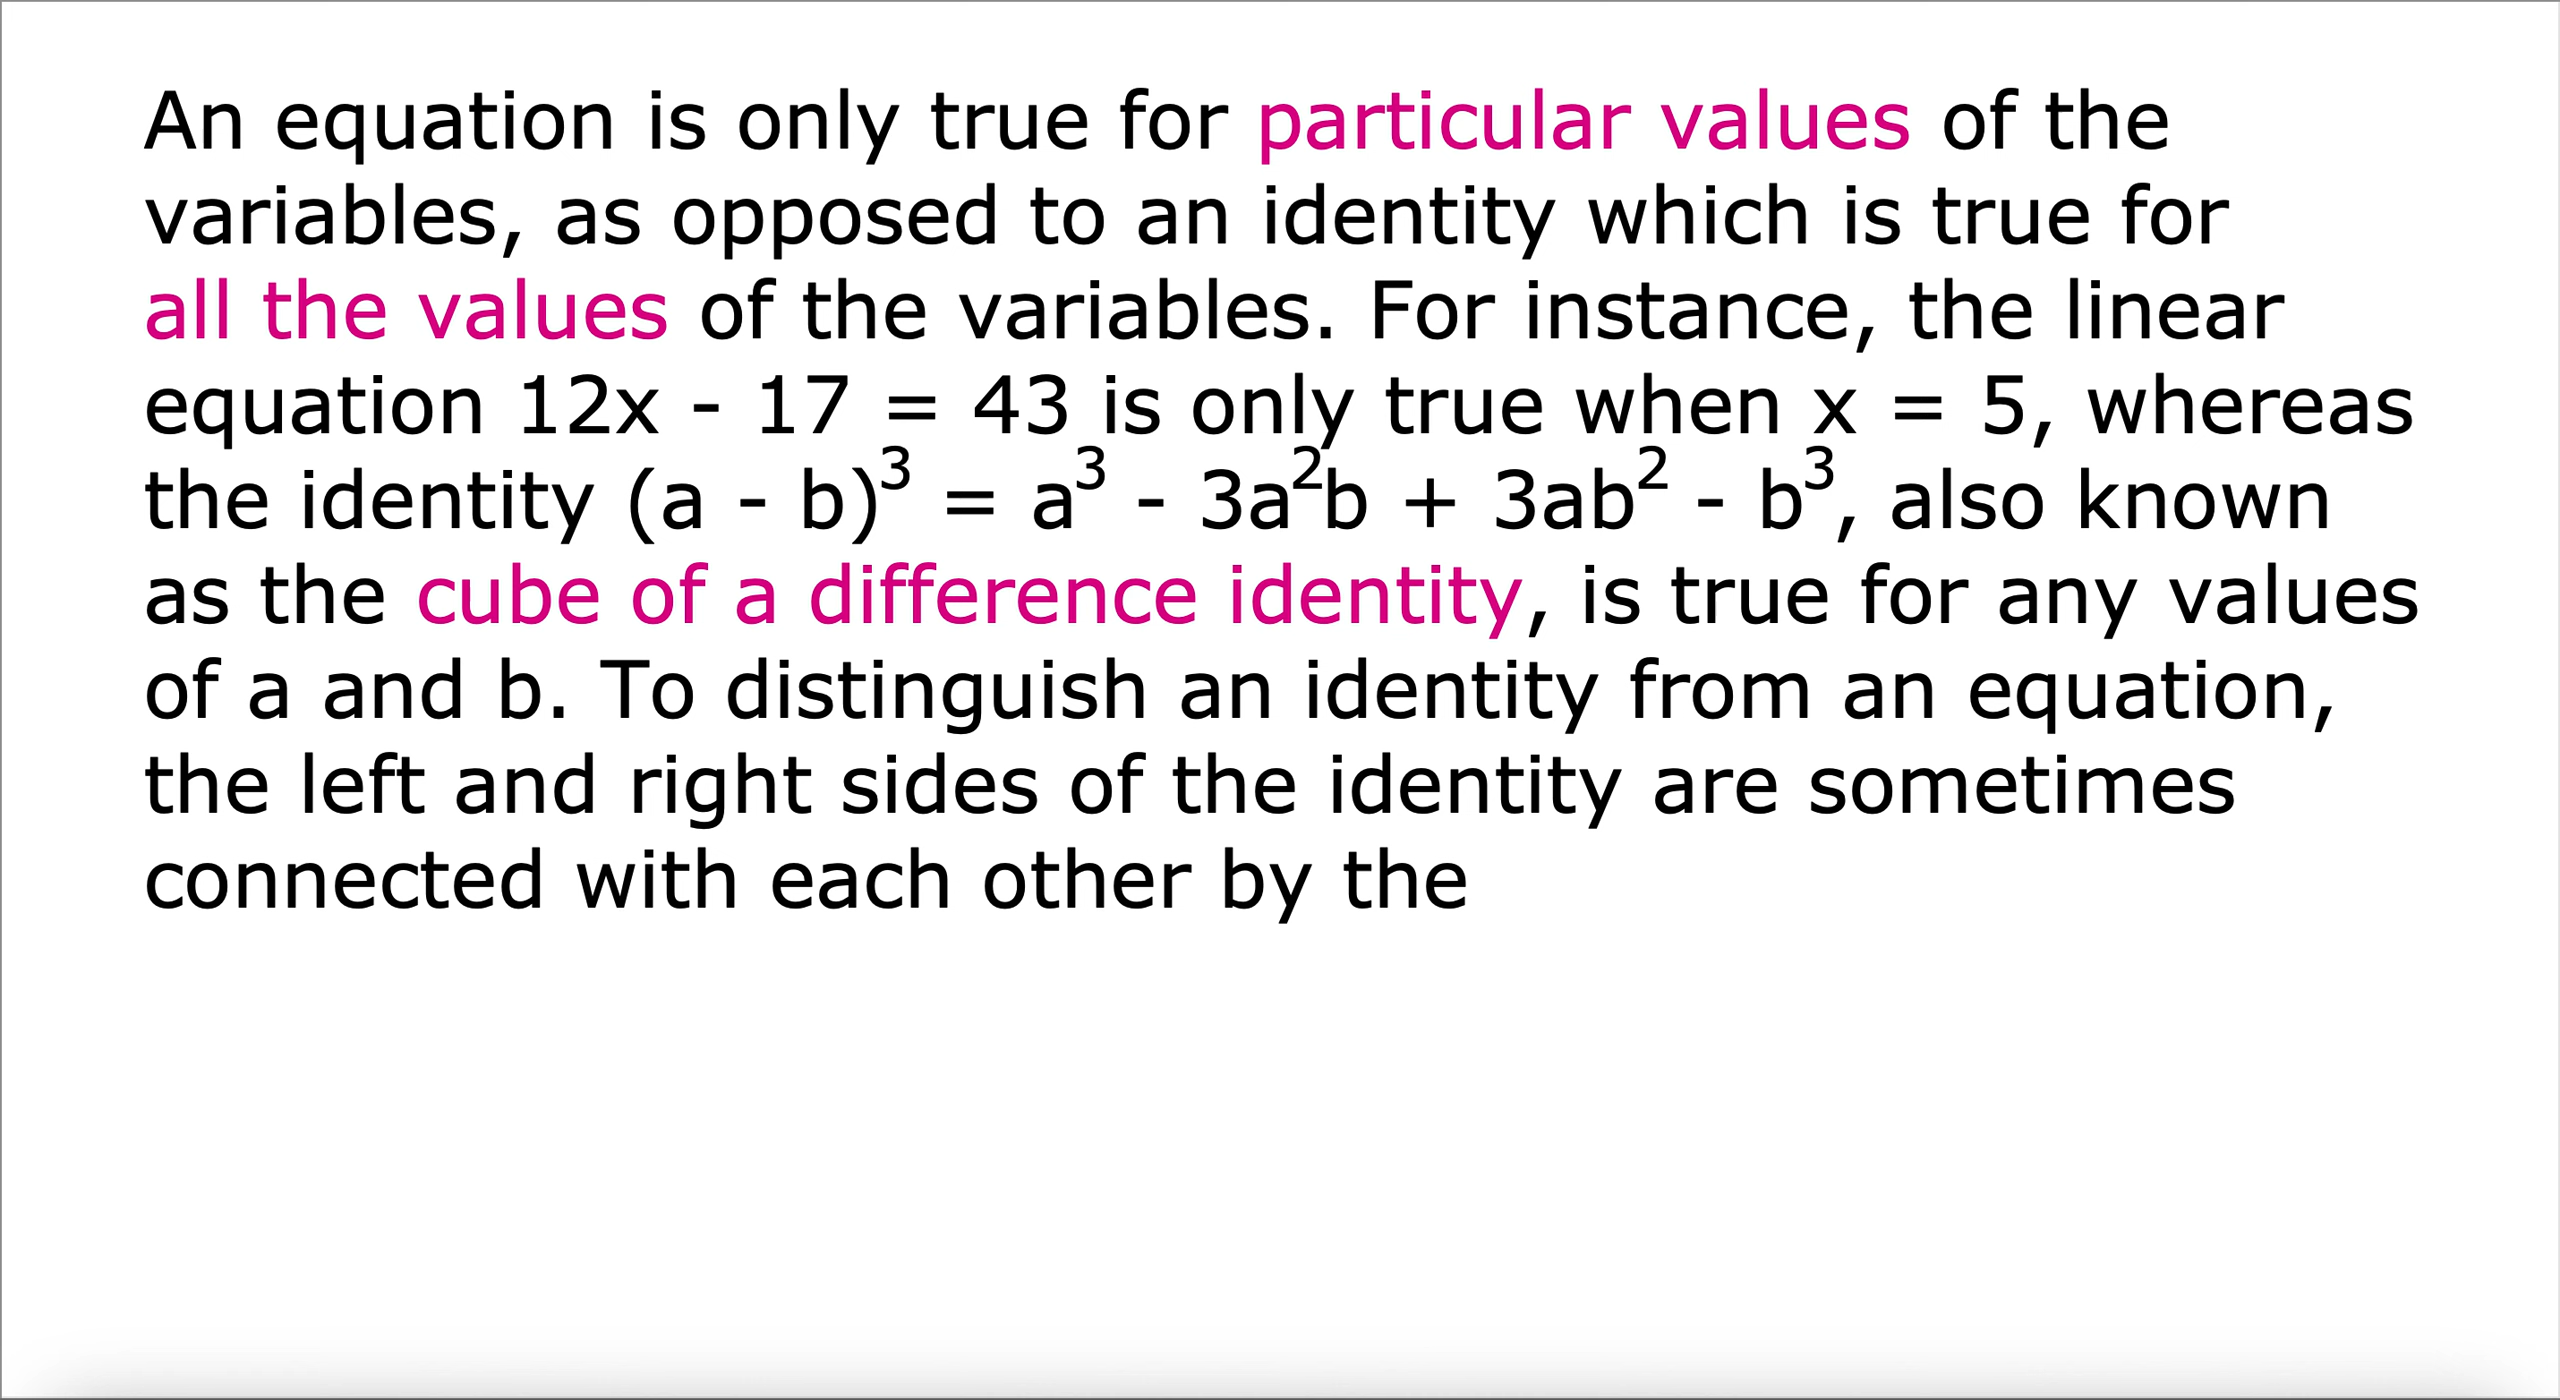 An equation is only true for particular values of the
variables, as opposed to an identity which is true for
all the values of the variables. For instance, the linear
equation 12x - 17 = 43 is only true when x = 5, whereas
the identity (a - b)³ = a³ - 3a²b + 3ab² - b³, also known
as the cube of a difference identity, is true for any values
of a and b. To distinguish an identity from an equation,
the left and right sides of the identity are sometimes
connected with each other by the